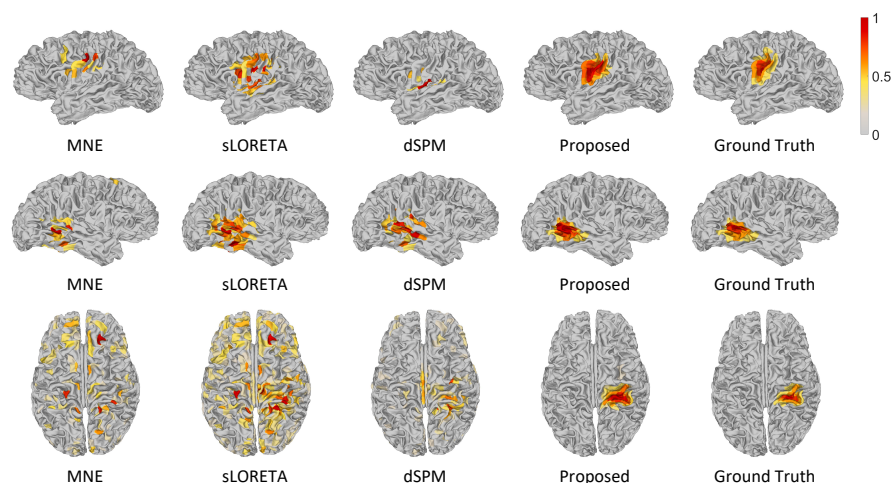 1
0.5
0
MNE sLORETA dSPM Proposed Ground Truth
MNE sLORETA dSPM Proposed Ground Truth
MNE sLORETA dSPM Proposed Ground Truth